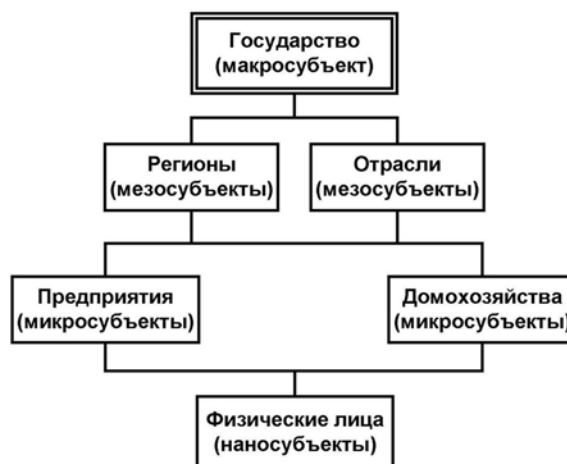 Государство
(макросубъект)
Регионы
(мезосубъекты)
Отрасли
(мезосубъекты)
Предприятия
(микросубъекты)
Домохозяйства
(микросубъекты)
Физические лица
(наносубъекты)